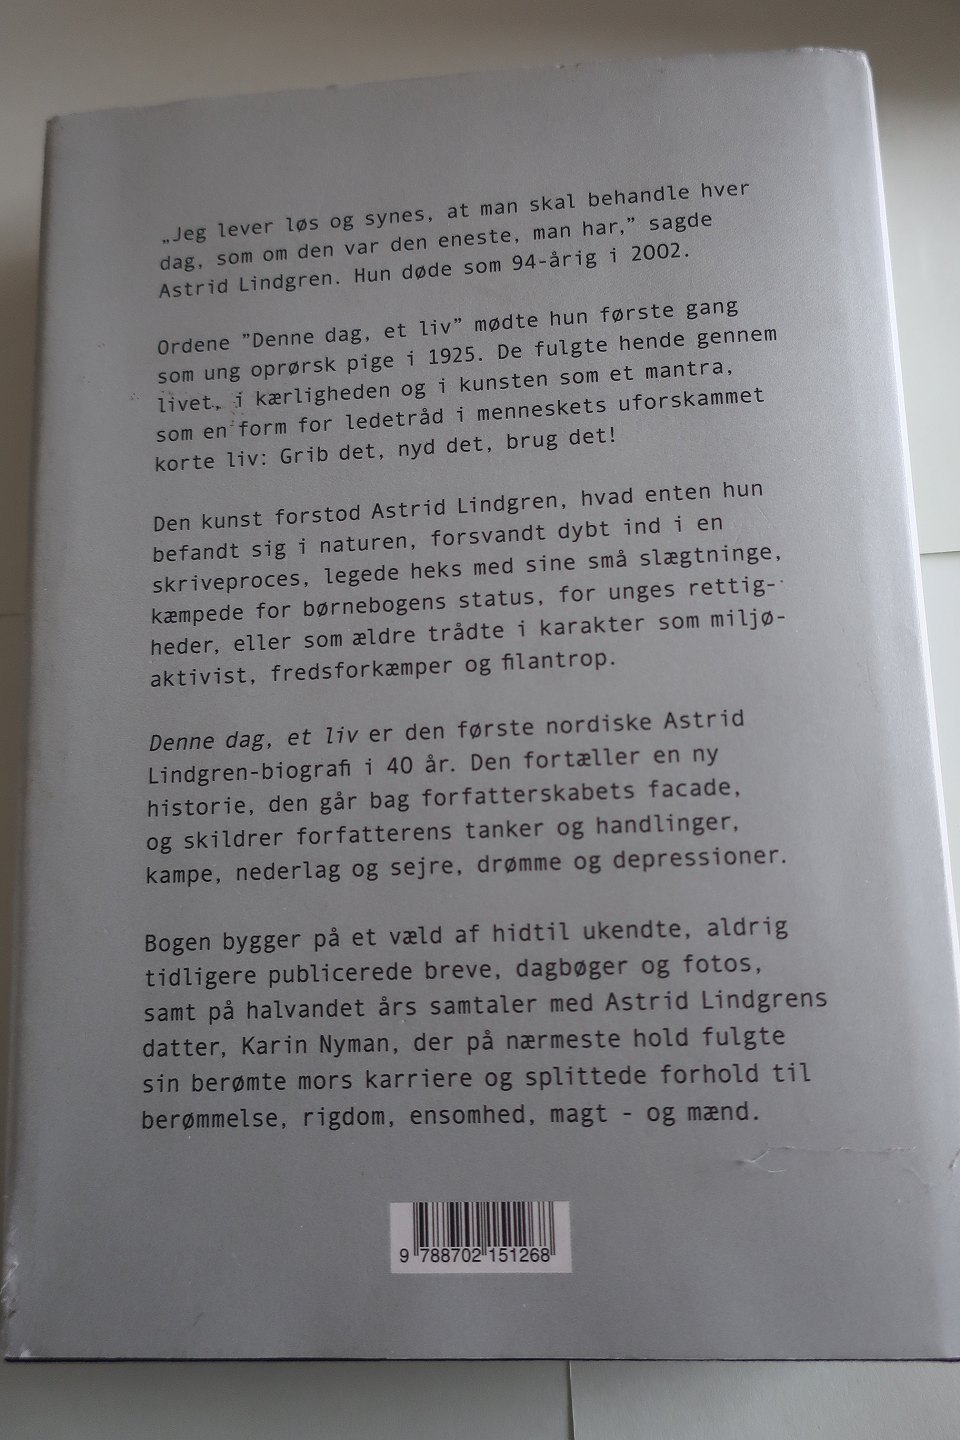 „Jeg lever løs og synes, at man skal behandle hver
dag, som om den var den eneste, man har,” sagde
Astrid Lindgren. Hun døde som 94-årig i 2002.
Ordene ”Denne dag, et liv” mødte hun første gang
som ung oprørsk pige i 1925. De fulgte hende gennem
livet, i kærligheden og i kunsten som et mantra,
som en form for ledetråd i menneskets uforskammet
korte liv: Grib det, nyd det, brug det!
Den kunst forstod Astrid Lindgren, hvad enten hun
befandt sig i naturen, forsvandt dybt ind i en
skriveproces, legede heks med sine små slægtninge,
kæmpede for børnebogens status, for unges rettig-
heder, eller som ældre trådte i karakter som miljø-
aktivist, fredsforkæmper og filantrop.
Denne dag, et liv er den første nordiske Astrid
Lindgren-biografi i 40 år. Den fortæller en ny
historie, den går bag forfatterskabets facade,
og skildrer forfatterens tanker og handlinger,
kampe, nederlag og sejre, drømme og depressioner.
Bogen bygger på et væld af hidtil ukendte, aldrig
tidligere publicerede breve, dagbøger og fotos,
samt på halvandet års samtaler med Astrid Lindgrens
datter, Karin Nyman, der på nærmeste hold fulgte
sin berømte mors karriere og splittede forhold til
berømmelse, rigdom, ensomhed, magt - og mænd.
9 788702 151268